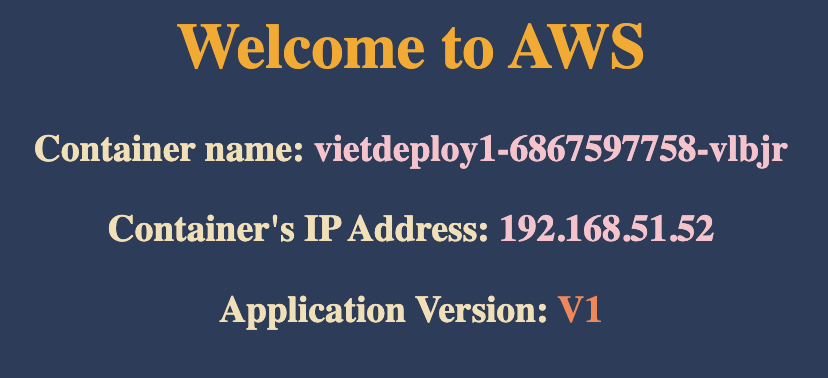 Welcome to AWS
Container name: vietdeploy1-6867597758-vlbjr
Container's IP Address: 192.168.51.52
Application Version: V1